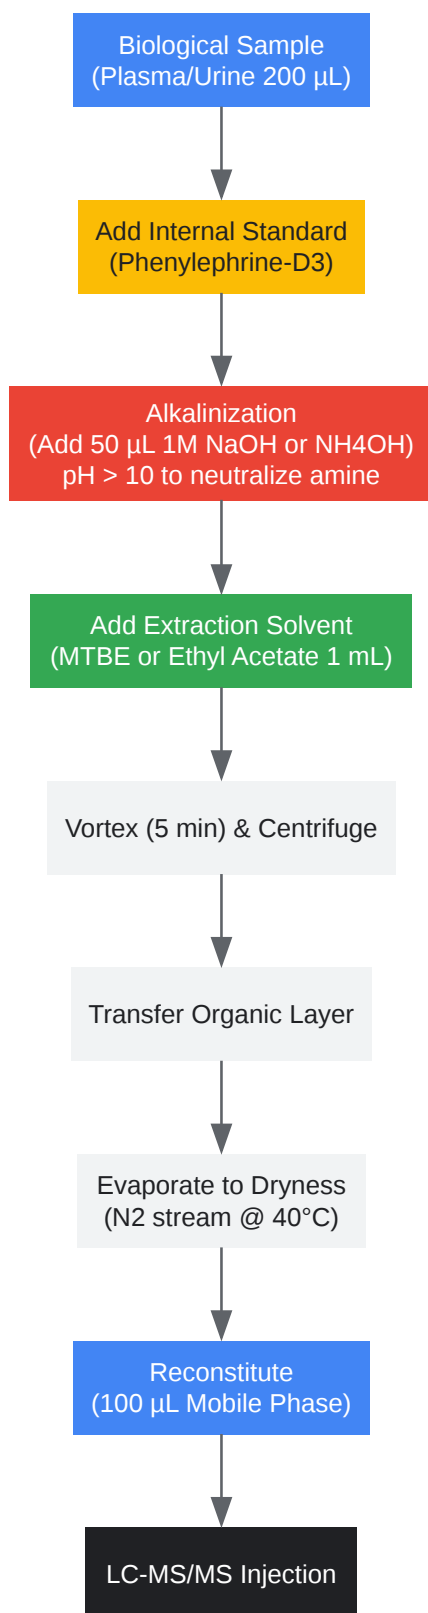 Biological Sample
(Plasma/Urine 200 µL)
Add Internal Standard
(Phenylephrine-D3)
Alkalinization
(Add 50 µL 1M NaOH or NH4OH)
pH > 10 to neutralize amine
Add Extraction Solvent
(MTBE or Ethyl Acetate 1 mL)
Vortex (5 min) & Centrifuge
Transfer Organic Layer
Evaporate to Dryness
(N2 stream @ 40°C)
Reconstitute
(100 µL Mobile Phase)
LC-MS/MS Injection